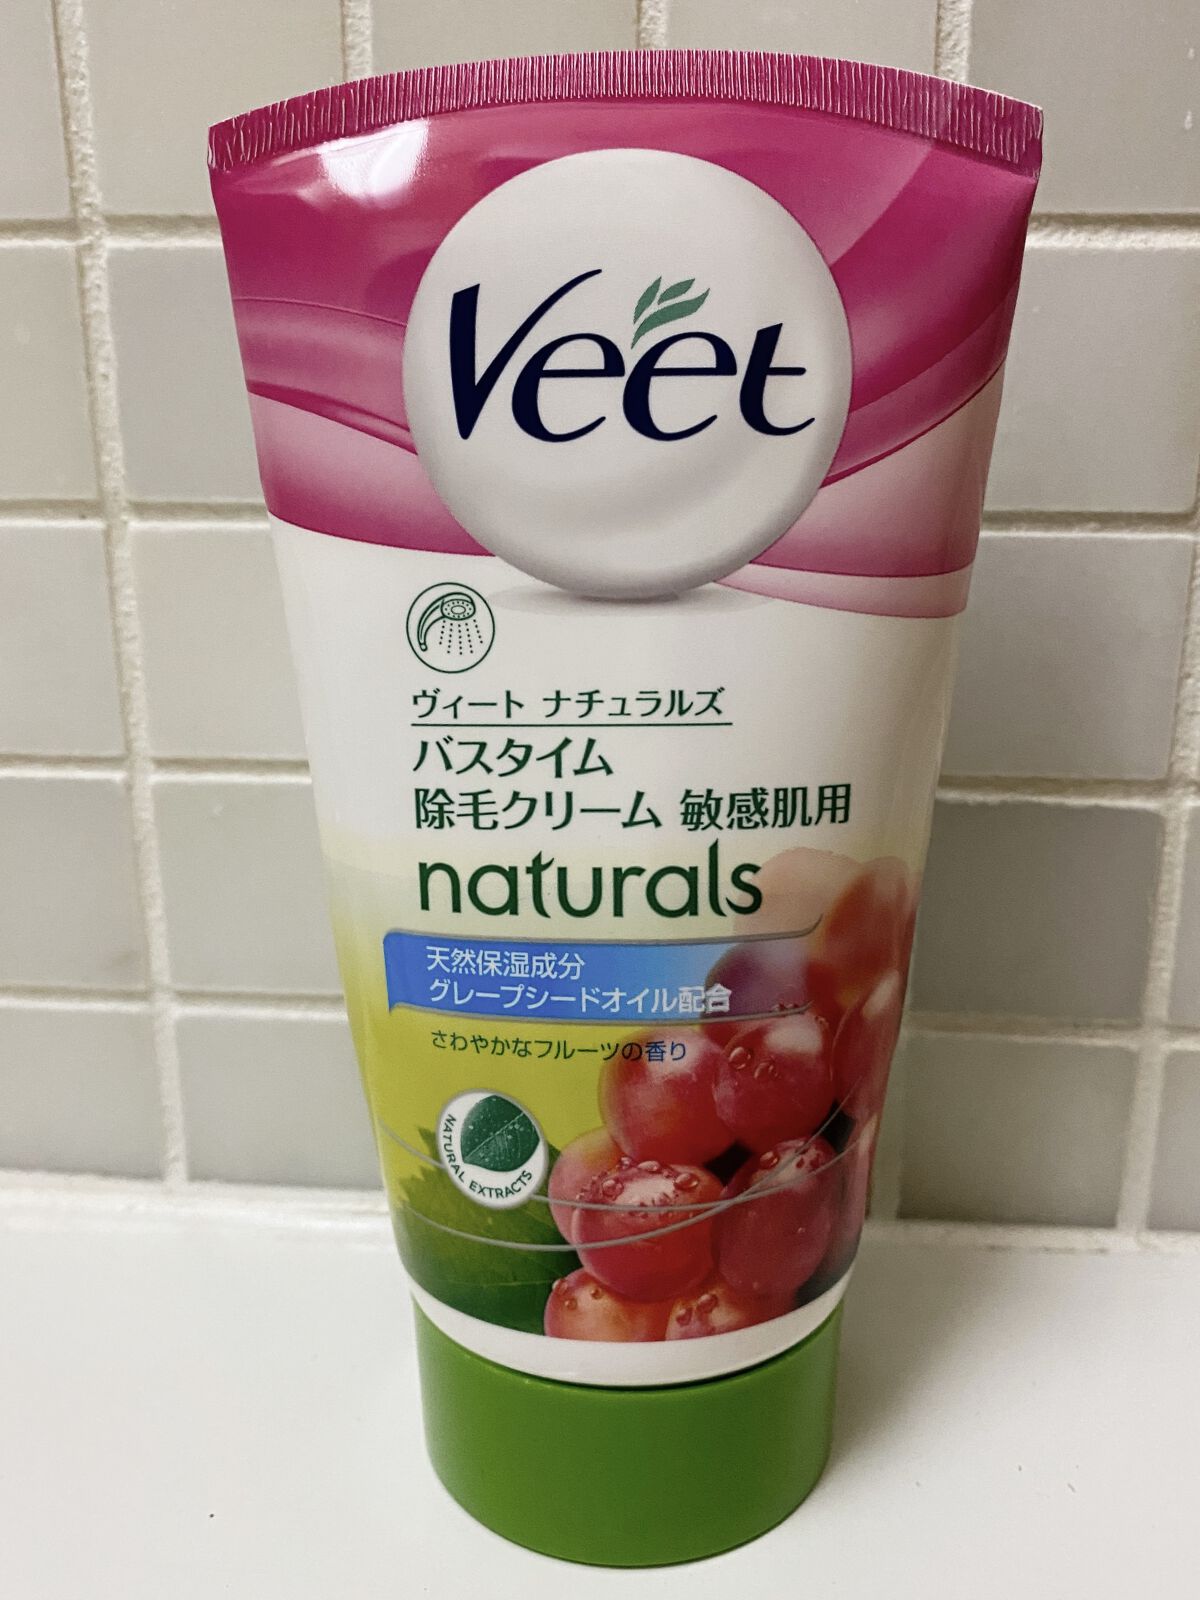 Veet
ヴィート ナチュラルズ
バスタイム
除毛クリーム 敏感肌用
naturals
天然保湿成分
グレープシードオイル配合
さわやかなフルーツの香り
NATURAL EXTRACTS